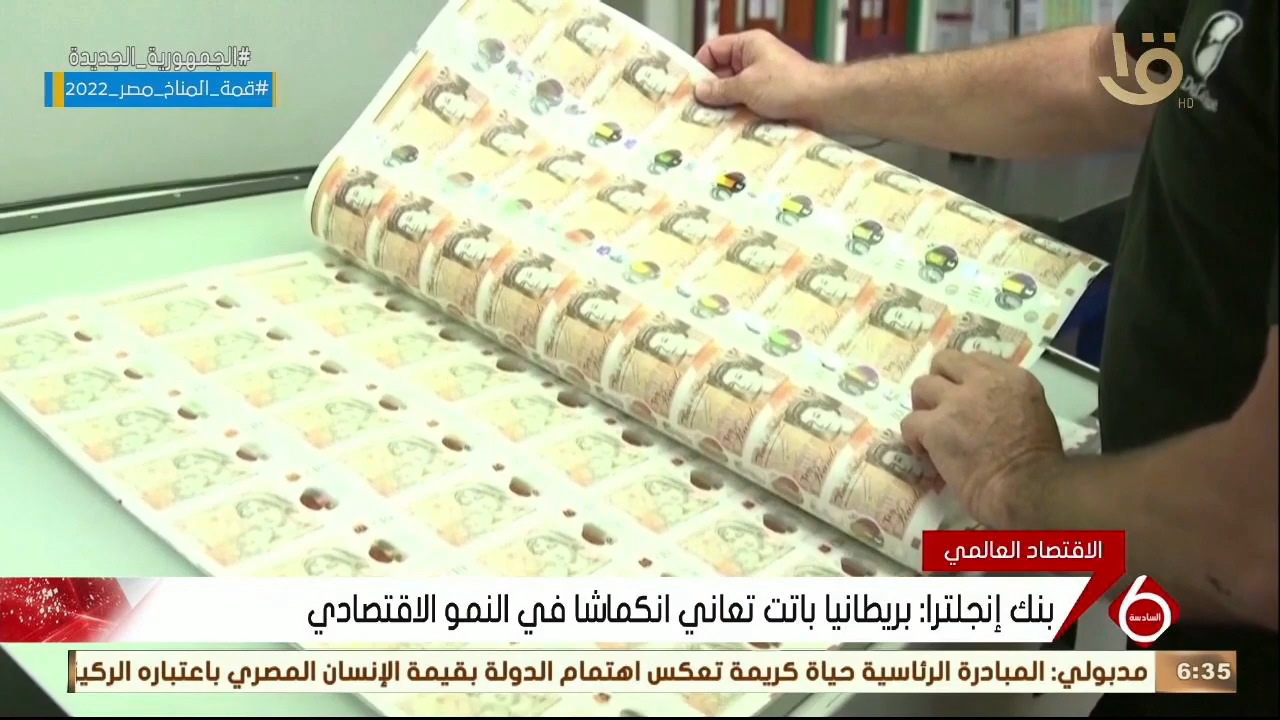 #الجمهورية_الجديدة
#قمة_المناخ_مصر_2022
HD
الاقتصاد العالمي
بنك إنجلترا: بريطانيا باتت تعاني انكماشا في النمو الاقتصادي
السادسة
6:35
مدبولي: المبادرة الرئاسية حياة كريمة تعكس اهتمام الدولة بقيمة الإنسان المصري باعتباره